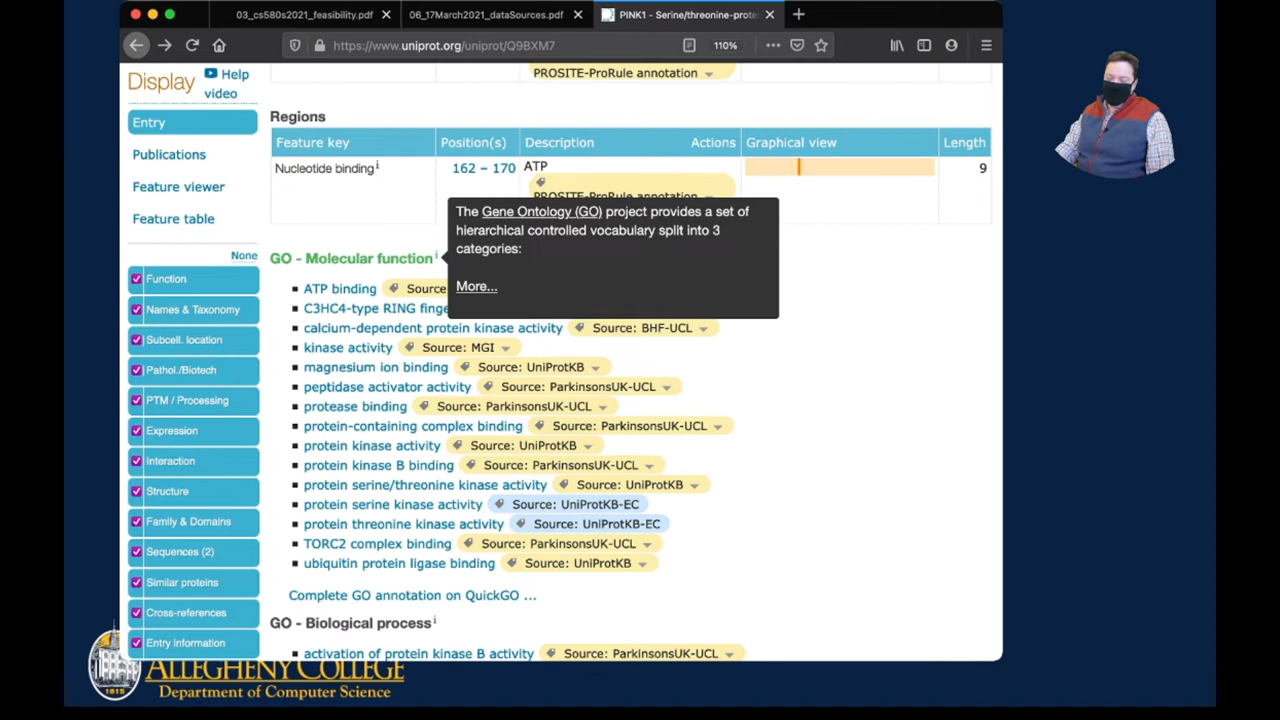 03_cs580s2021_feasibility.pdf
06_17March2021_dataSources.pdf
PINK1 - Serine/threonine-prote
https://www.uniprot.org/uniprot/Q9BXM7
110%
Display
Help video
Entry
Publications
Feature viewer
Feature table
None
Function
Names & Taxonomy
Subcell. location
Pathol./Biotech
PTM / Processing
Expression
Interaction
Structure
Family & Domains
Sequences (2)
Similar proteins
Cross-references
Entry information
PROSITE-ProRule annotation
Regions
Feature key Position(s) Description Actions Graphical view Length
Nucleotide binding i 162 – 170 ATP 9
PROSITE-ProRule annotation
The Gene Ontology (GO) project provides a set of
hierarchical controlled vocabulary split into 3
categories:
More...
GO - Molecular function i
ATP binding Source
C3HC4-type RING finge
calcium-dependent protein kinase activity Source: BHF-UCL
kinase activity Source: MGI
magnesium ion binding Source: UniProtKB
peptidase activator activity Source: ParkinsonsUK-UCL
protease binding Source: ParkinsonsUK-UCL
protein-containing complex binding Source: ParkinsonsUK-UCL
protein kinase activity Source: UniProtKB
protein kinase B binding Source: ParkinsonsUK-UCL
protein serine/threonine kinase activity Source: UniProtKB
protein serine kinase activity Source: UniProtKB-EC
protein threonine kinase activity Source: UniProtKB-EC
TORC2 complex binding Source: ParkinsonsUK-UCL
ubiquitin protein ligase binding Source: UniProtKB
Complete GO annotation on QuickGO ...
GO - Biological process i
activation of protein kinase B activity Source: ParkinsonsUK-UCL
1815
ALLEGHENY COLLEGE
Department of Computer Science